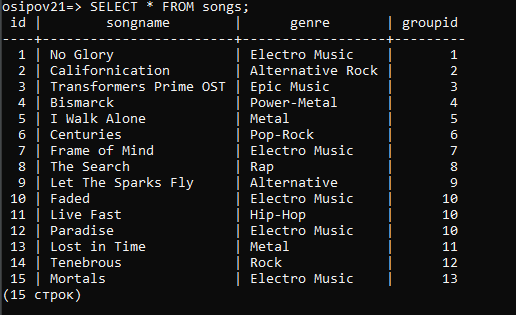 osipov21=> SELECT * FROM songs;
 id |       songname        |      genre       | groupid
----+-----------------------+------------------+---------
  1 | No Glory              | Electro Music    |       1
  2 | Californication       | Alternative Rock |       2
  3 | Transformers Prime OST | Epic Music       |       3
  4 | Bismarck              | Power-Metal      |       4
  5 | I Walk Alone          | Metal            |       5
  6 | Centuries             | Pop-Rock         |       6
  7 | Frame of Mind         | Electro Music    |       7
  8 | The Search            | Rap              |       8
  9 | Let The Sparks Fly    | Alternative      |       9
 10 | Faded                 | Electro Music    |      10
 11 | Live Fast             | Hip-Hop          |      10
 12 | Paradise              | Electro Music    |      10
 13 | Lost in Time          | Metal            |      11
 14 | Tenebrous             | Rock             |      12
 15 | Mortals               | Electro Music    |      13
(15 строк)